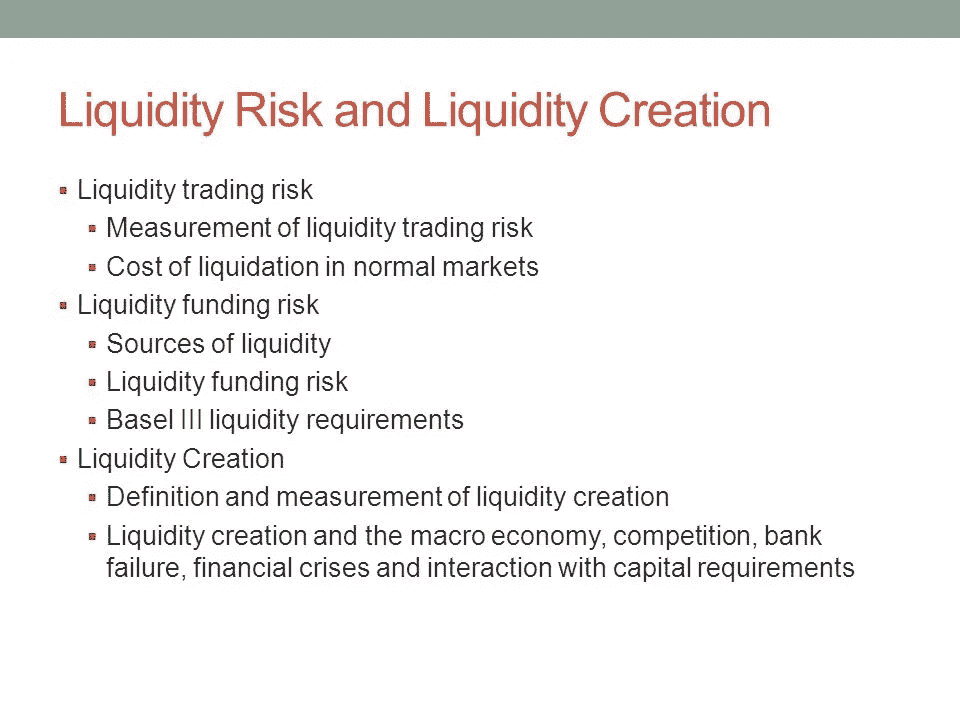 Liquidity Risk and Liquidity Creation
Liquidity trading risk
Measurement of liquidity trading risk
Cost of liquidation in normal markets
Liquidity funding risk
Sources of liquidity
Liquidity funding risk
Basel III liquidity requirements
Liquidity Creation
Definition and measurement of liquidity creation
Liquidity creation and the macro economy, competition, bank
failure, financial crises and interaction with capital requirements